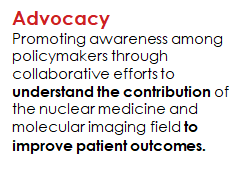 Advocacy
Promoting awareness among
policymakers through
collaborative efforts to
understand the contribution of
the nuclear medicine and
molecular imaging field to
improve patient outcomes.